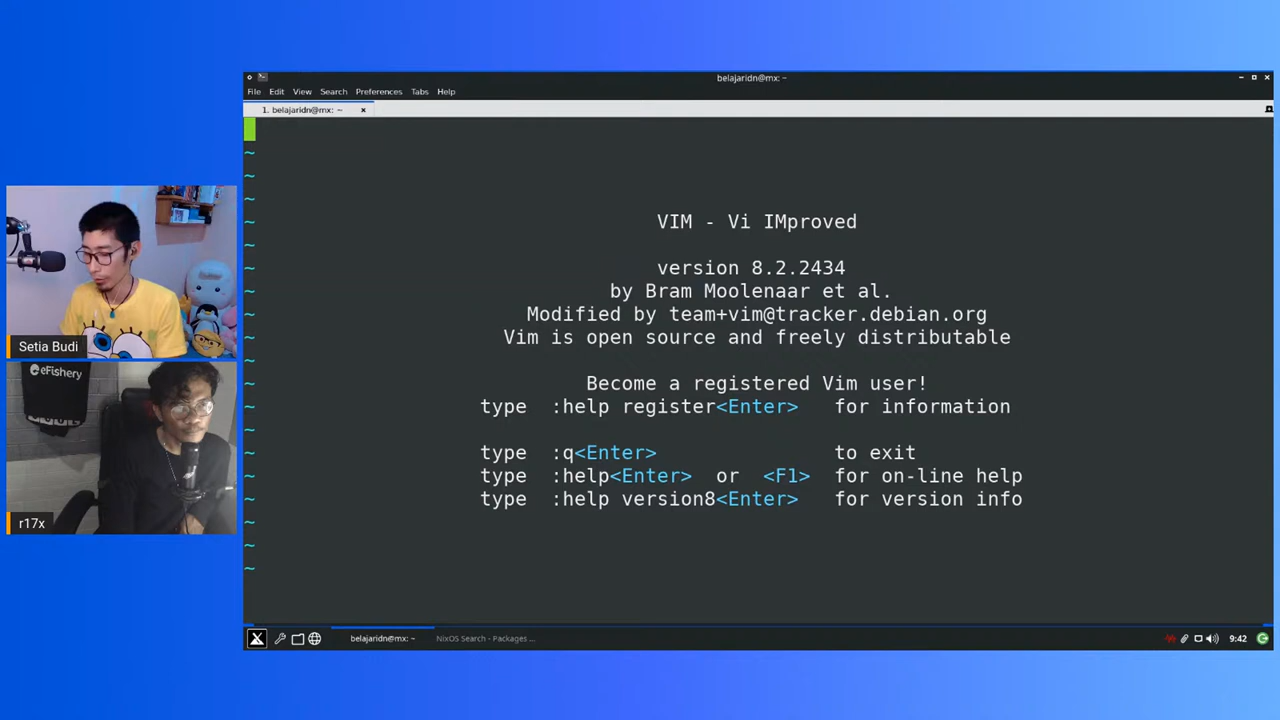 belajaridn@mx: ~
File Edit View Search Preferences Tabs Help
1. belajaridn@mx: ~
~
~
~
~
VIM - Vi IMproved
~
~
version 8.2.2434
~
by Bram Moolenaar et al.
~
Modified by team+vim@tracker.debian.org
~
Vim is open source and freely distributable
~
~
Become a registered Vim user!
~
type :help register<Enter> for information
~
~
type :q<Enter> to exit
~
type :help<Enter> or <F1> for on-line help
~
type :help version8<Enter> for version info
~
~
~
belajaridn@mx: ~ NixOS Search - Packages ... 9:42
Setia Budi
eFishery
r17x